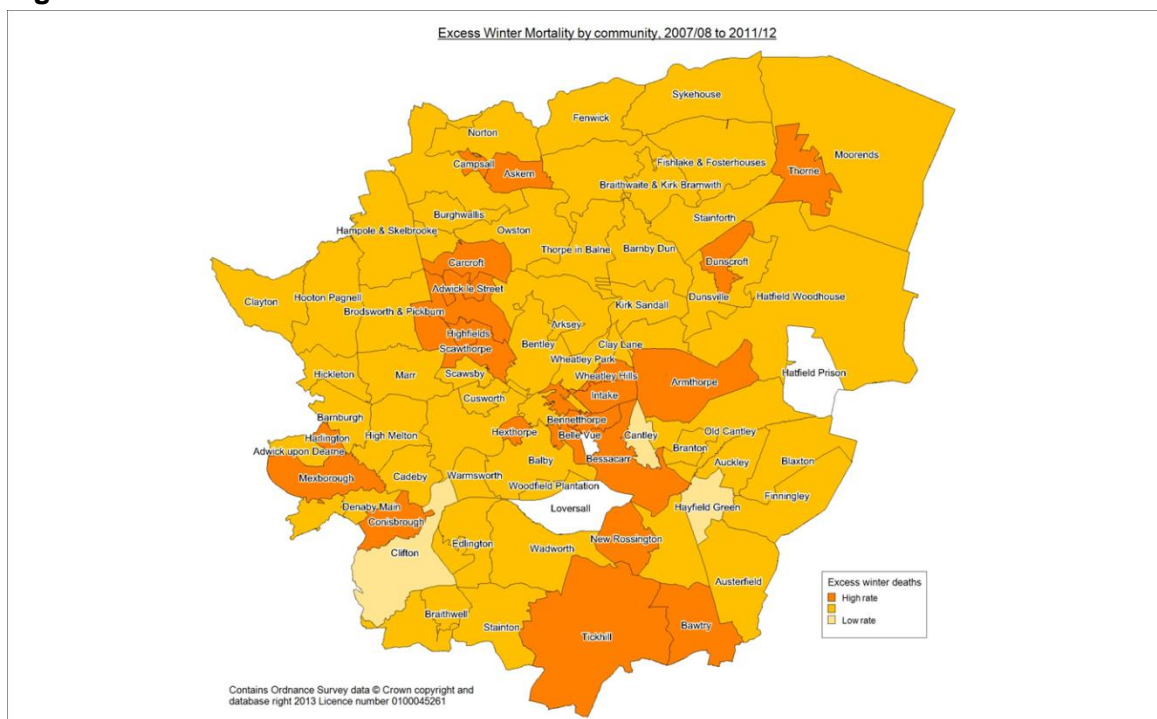 Excess Winter Mortality by community, 2007/08 to 2011/12
Sykehouse
Fenwick
Norton
Moorends
Campsall
Fishlake & Fosterhouses
Askern
Thorne
Braithwaite & Kirk Bramwith
Burghwallis
Stainforth
Hampole & Skelbrooke
Owston
Thorpe in Balne
Barnby Dun
Carcroft
Dunscroft
Adwick le Street
Clayton
Hooton Pagnell
Dunsville
Hatfield Woodhouse
Brodsworth & Pickburn
Kirk Sandall
Arksey
Highfields
Bentley
Clay Lane
Scawthorpe
Wheatley Park
Hickleton
Marr
Scawsby
Wheatley Hills
Hatfield Prison
Armthorpe
Cusworth
Intake
Barnburgh
Bennetthorpe
Hexthorpe
Harlington
High Melton
Belle Vue
Cantley
Old Cantley
Adwick upon Dearne
Branton
Bessacarr
Balby
Auckley
Blaxton
Mexborough
Cadeby
Warmsworth
Woodfield Plantation
Finningley
Denaby Main
Loversall
Hayfield Green
Conisbrough
New Rossington
Edlington
Wadworth
Clifton
Austerfield
Excess winter deaths
High rate
Low rate
Braithwell
Stainton
Bawtry
Tickhill
Contains Ordnance Survey data © Crown copyright and
database right 2013 Licence number 0100045261